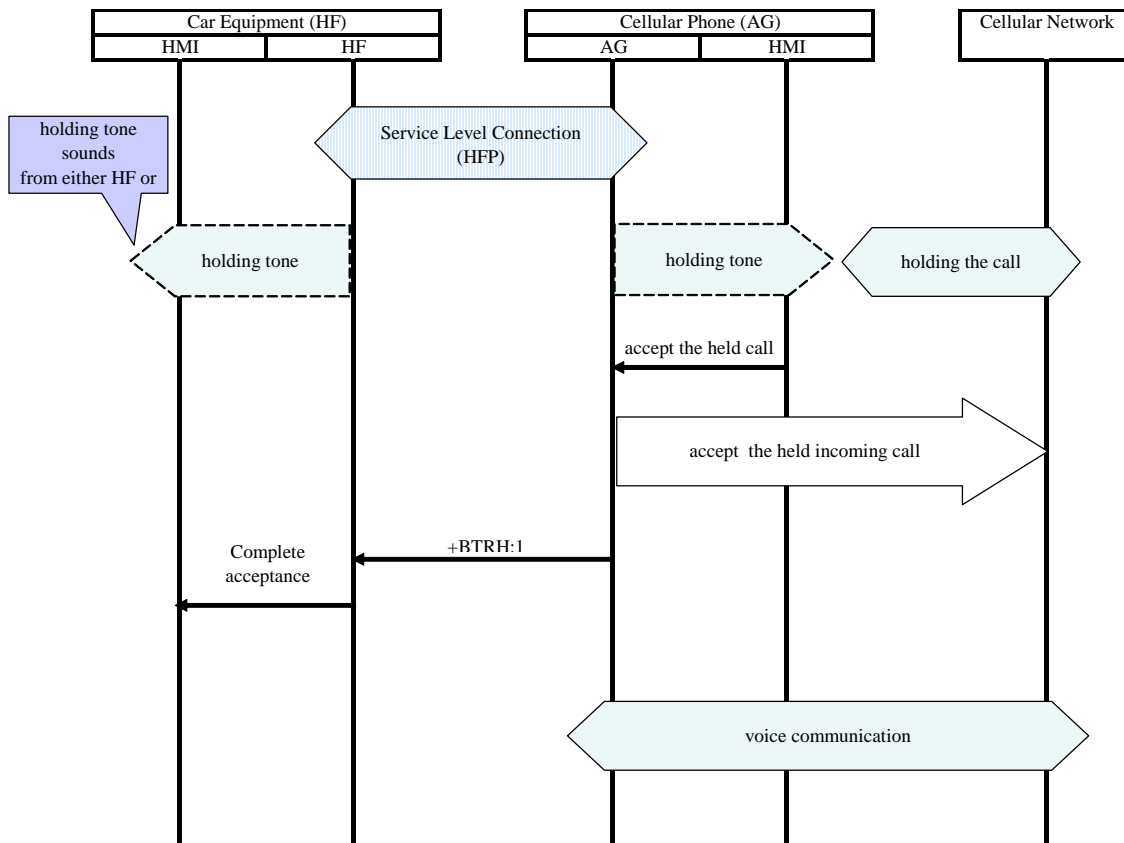 Car Equipment (HF)
Cellular Phone (AG)
Cellular Network
HMI
HF
AG
HMI
Service Level Connection
(HFP)
holding tone
sounds
from either HF or
holding tone
holding tone
holding the call
accept the held call
accept the held incoming call
+BTRH:1
Complete
acceptance
voice communication